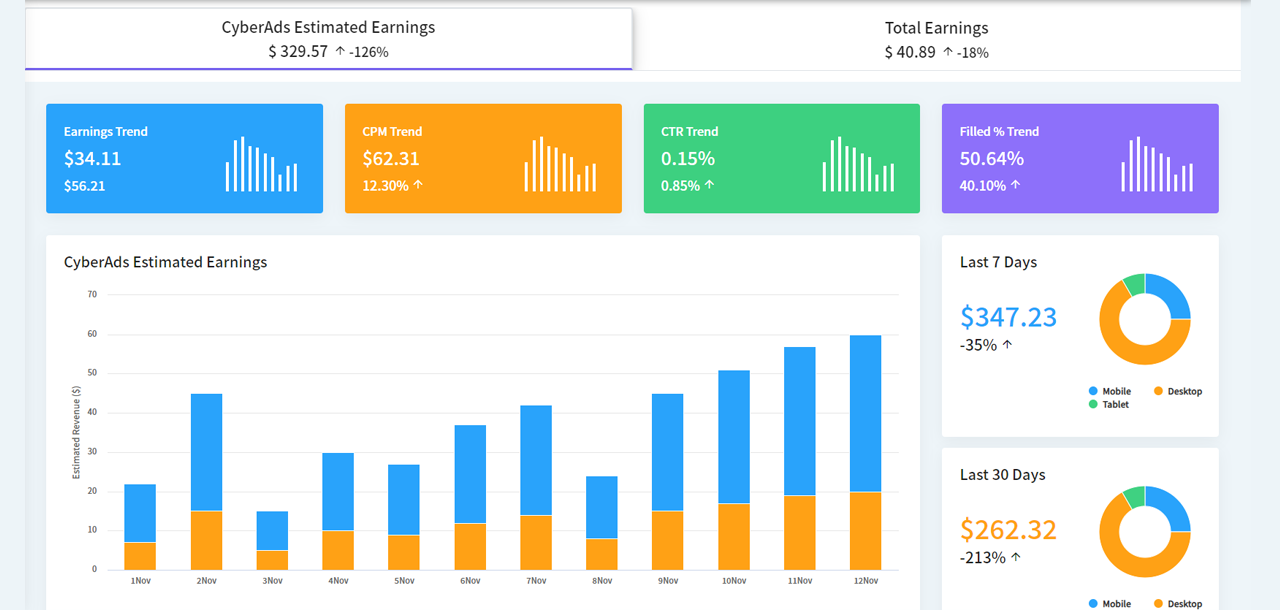 CyberAds Estimated Earnings
$ 329.57 ↑ -126%
Total Earnings
$ 40.89 ↑ -18%
Earnings Trend
$34.11
$56.21
CPM Trend
$62.31
12.30% ↑
CTR Trend
0.15%
0.85% ↑
Filled % Trend
50.64%
40.10% ↑
CyberAds Estimated Earnings
Estimated Revenue ($)
70
60
50
40
30
20
10
0
1Nov 2Nov 3Nov 4Nov 5Nov 6Nov 7Nov 8Nov 9Nov 10Nov 11Nov 12Nov
Last 7 Days
$347.23
-35% ↑
Mobile Desktop
Tablet
Last 30 Days
$262.32
-213% ↑
Mobile Desktop